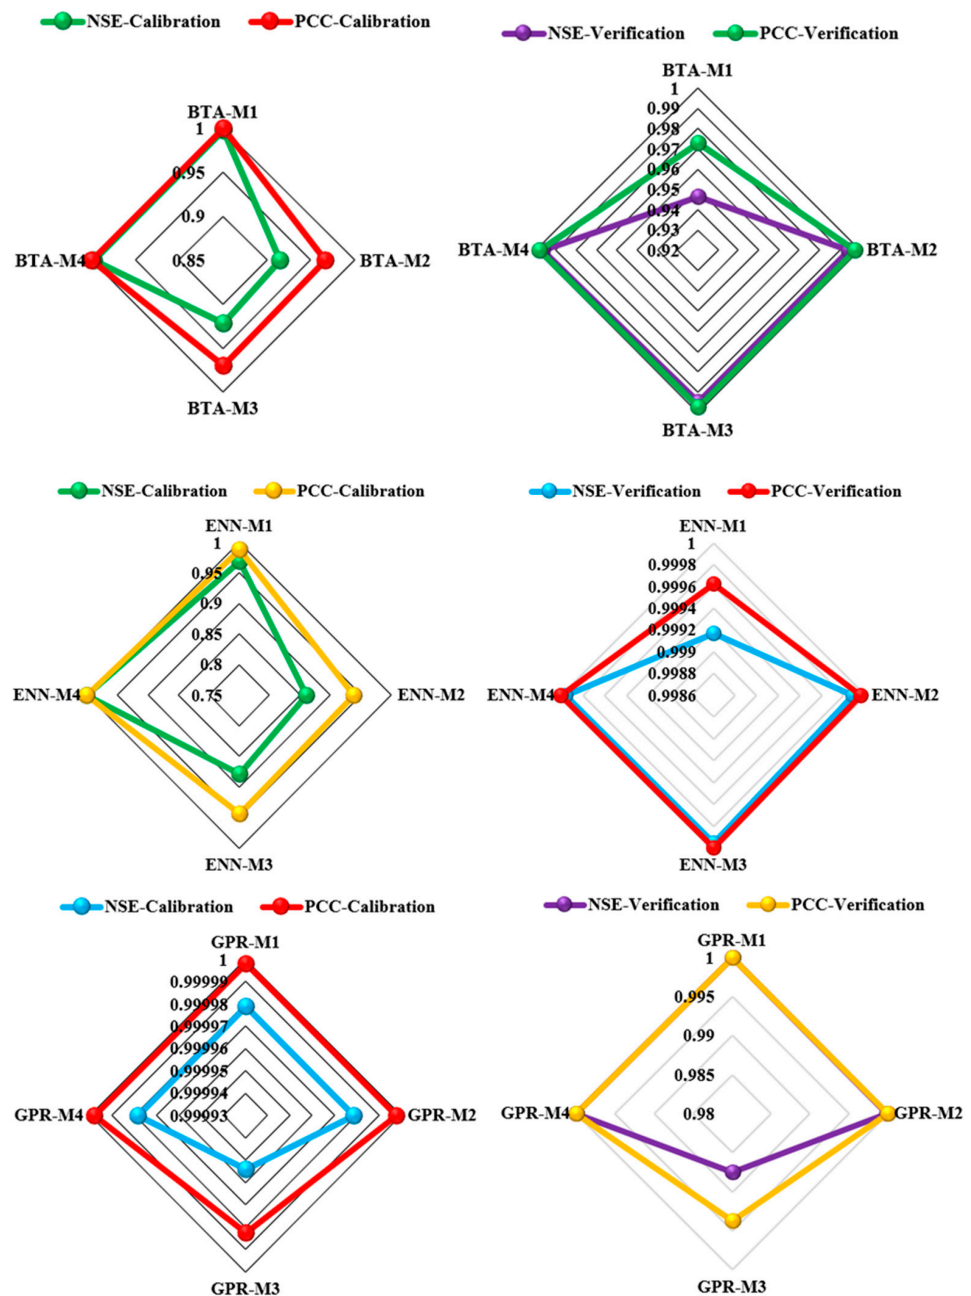 NSE-Calibration PCC-Calibration
BTA-M1
1
0.95
0.9
0.85
BTA-M4
BTA-M2
BTA-M3
NSE-Verification PCC-Verification
BTA-M1
1
0.99
0.98
0.97
0.96
0.95
0.94
0.93
0.92
BTA-M4
BTA-M2
BTA-M3
NSE-Calibration PCC-Calibration
ENN-M1
1
0.95
0.9
0.85
0.8
0.75
ENN-M4
ENN-M2
ENN-M3
NSE-Verification PCC-Verification
ENN-M1
1
0.9998
0.9996
0.9994
0.9992
0.999
0.9988
0.9986
ENN-M4
ENN-M2
ENN-M3
NSE-Calibration PCC-Calibration
GPR-M1
1
0.99999
0.99998
0.99997
0.99996
0.99995
0.99994
0.99993
GPR-M4
GPR-M2
GPR-M3
NSE-Verification PCC-Verification
GPR-M1
1
0.995
0.99
0.985
0.98
GPR-M4
GPR-M2
GPR-M3